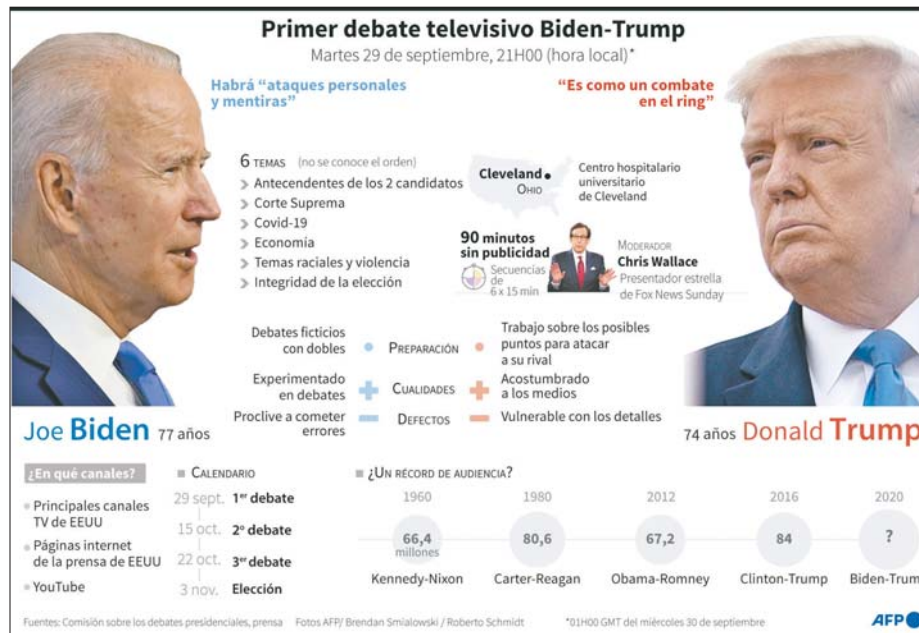 Primer debate televisivo Biden-Trump
Martes 29 de septiembre, 21H00 (hora local)*
Habrá “ataques personales
y mentiras”
“Es como un combate
en el ring”
6 TEMAS (no se conoce el orden)
Antecendentes de los 2 candidatos
Corte Suprema
Covid-19
Economía
Temas raciales y violencia
Integridad de la elección
Cleveland
OHIO
Centro hospitalario
universitario
de Cleveland
90 minutos
sin publicidad
Secuencias
de
6 x 15 min
MODERADOR
Chris Wallace
Presentador estrella
de Fox News Sunday
Debates ficticios
con dobles
PREPARACIÓN
Trabajo sobre los posibles
puntos para atacar
a su rival
Experimentado
en debates
CUALIDADES
Acostumbrado
a los medios
Proclive a cometer
errores
DEFECTOS
Vulnerable con los detalles
Joe Biden 77 años
74 años Donald Trump
¿En qué canales?
Principales canales
TV de EEUU
Páginas internet
de la prensa de EEUU
YouTube
CALENDARIO
29 sept. 1er debate
15 oct. 2º debate
22 oct. 3er debate
3 nov. Elección
¿UN RÉCORD DE AUDIENCIA?
1960 1980 2012 2016 2020
66,4 80,6 67,2 84 ?
millones
Kennedy-Nixon Carter-Reagan Obama-Romney Clinton-Trump Biden-Trum
Fuentes: Comisión sobre los debates presidenciales, prensa Fotos AFP/ Brendan Smialowski / Roberto Schmidt *01H00 GMT del miércoles 30 de septiembre
AFP